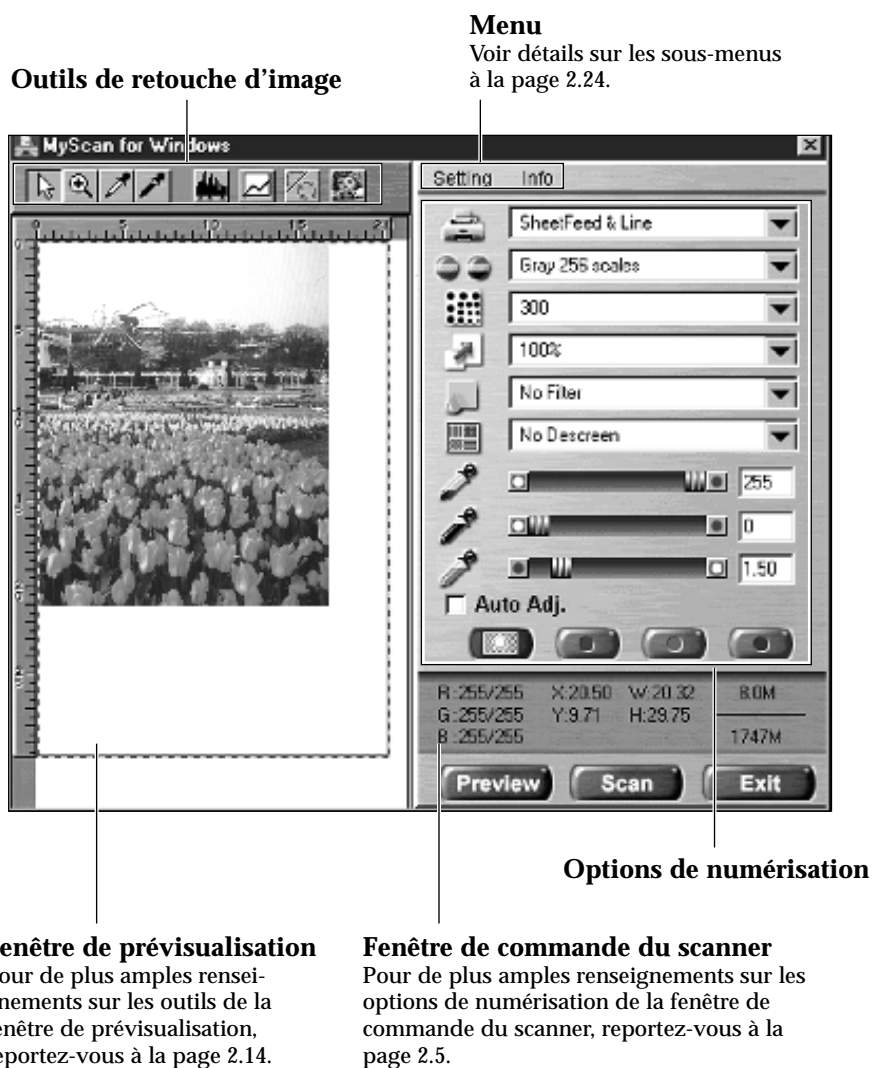 Menu
Voir détails sur les sous-menus
à la page 2.24.
Outils de retouche d’image
MyScan for Windows
Setting Info
0 5 10 15 21
SheetFeed & Line
Gray 256 scales
300
100%
No Filter
No Descreen
255
0
1.50
Auto Adj.
R :255/255 X:20.50 W:20.32 8.0M
G :255/255 Y:9.71 H:29.75
B :255/255 1747M
Preview Scan Exit
Options de numérisation
enêtre de prévisualisation
our de plus amples rensei-
nements sur les outils de la
enêtre de prévisualisation,
eportez-vous à la page 2.14.
Fenêtre de commande du scanner
Pour de plus amples renseignements sur les
options de numérisation de la fenêtre de
commande du scanner, reportez-vous à la
page 2.5.